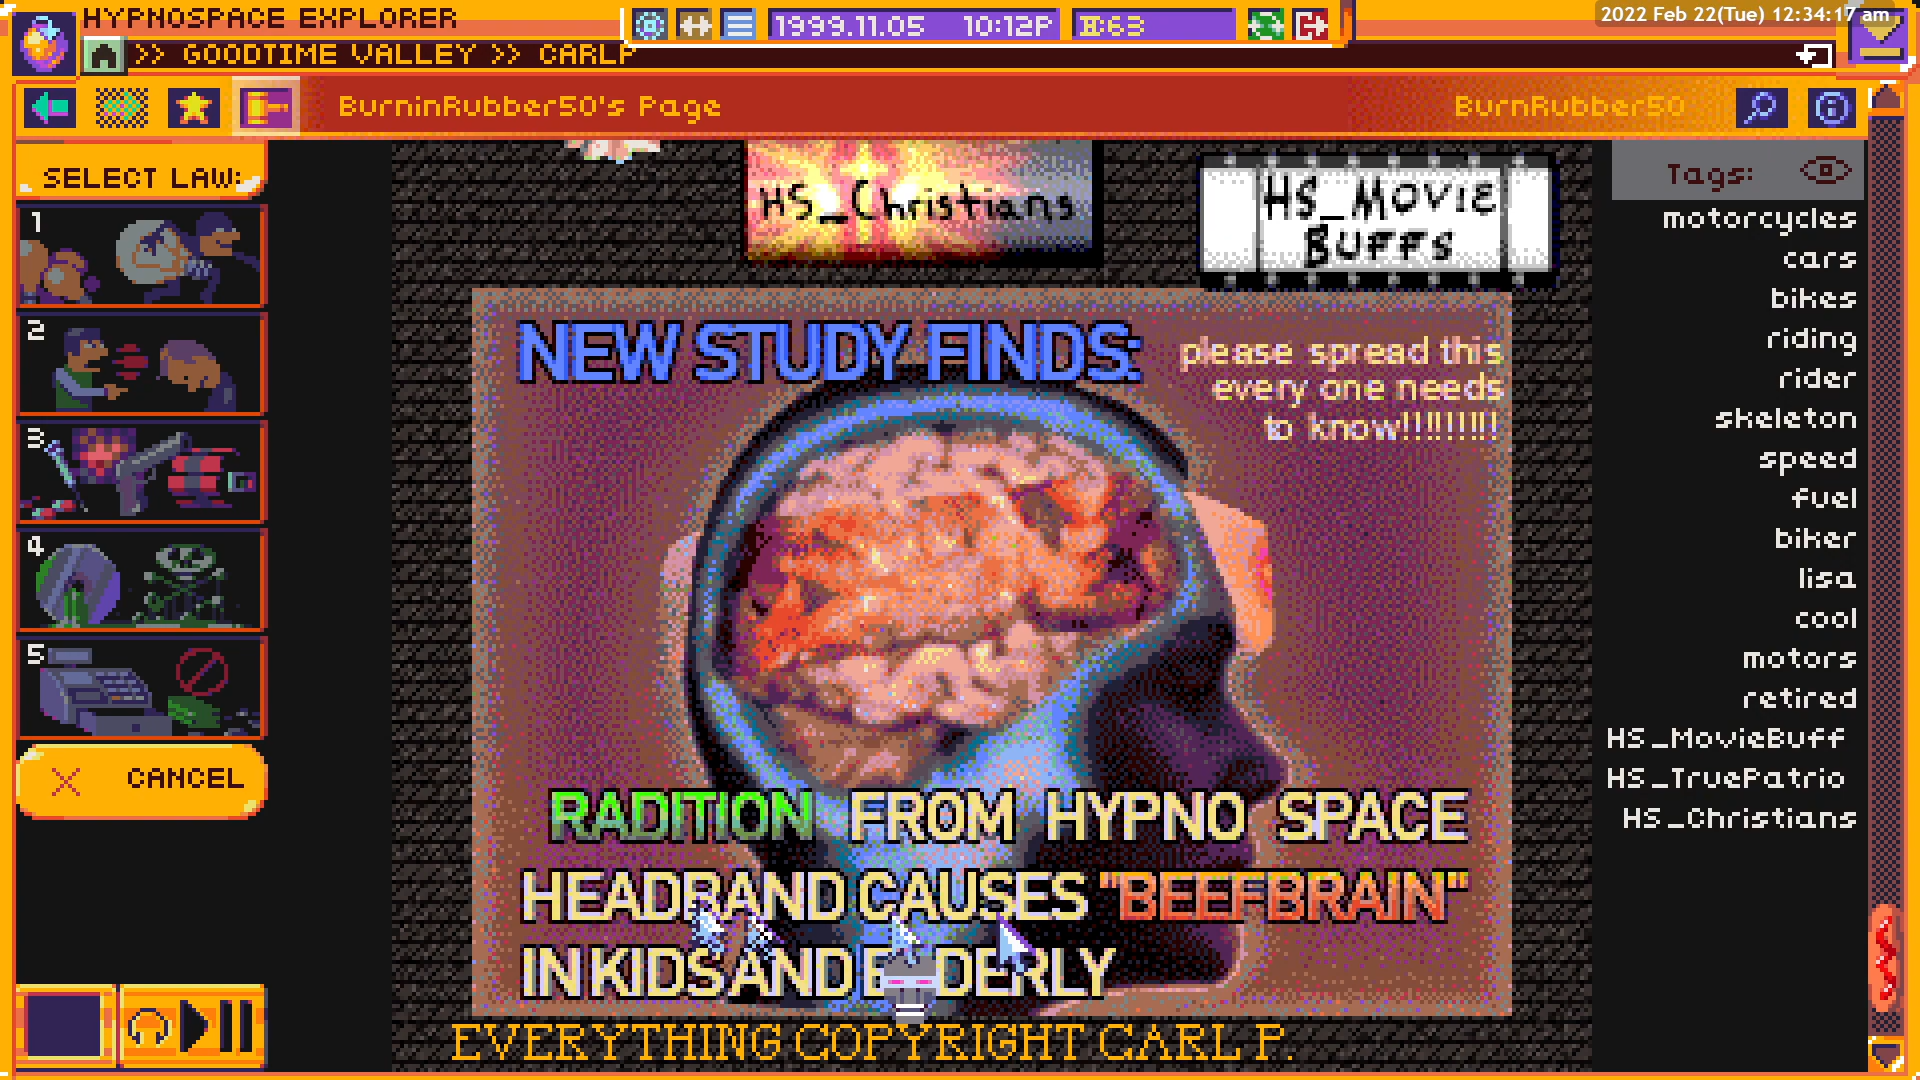 HYPNOSPACE EXPLORER
1999.11.05 10:12P
63
2022 Feb 22(Tue) 12:34:17 am
>> GOODTIME VALLEY >> CARLP
BurninRubber50's Page
BurnRubber50
SELECT LAW:
1
2
3
4
5
CANCEL
HS_Christians
HS_MOVIE
BUFFS
NEW STUDY FINDS:
please spread this
every one needs
to know!!!!!!!!!!
RADITION FROM HYPNO SPACE
HEADBAND CAUSES "BEEFBRAIN"
IN KIDS AND ELDERLY
EVERYTHING COPYRIGHT CARL P.
Tags:
motorcycles
cars
bikes
riding
rider
skeleton
speed
fuel
biker
lisa
cool
motors
retired
HS_MovieBuff
HS_TruePatrio
HS_Christians